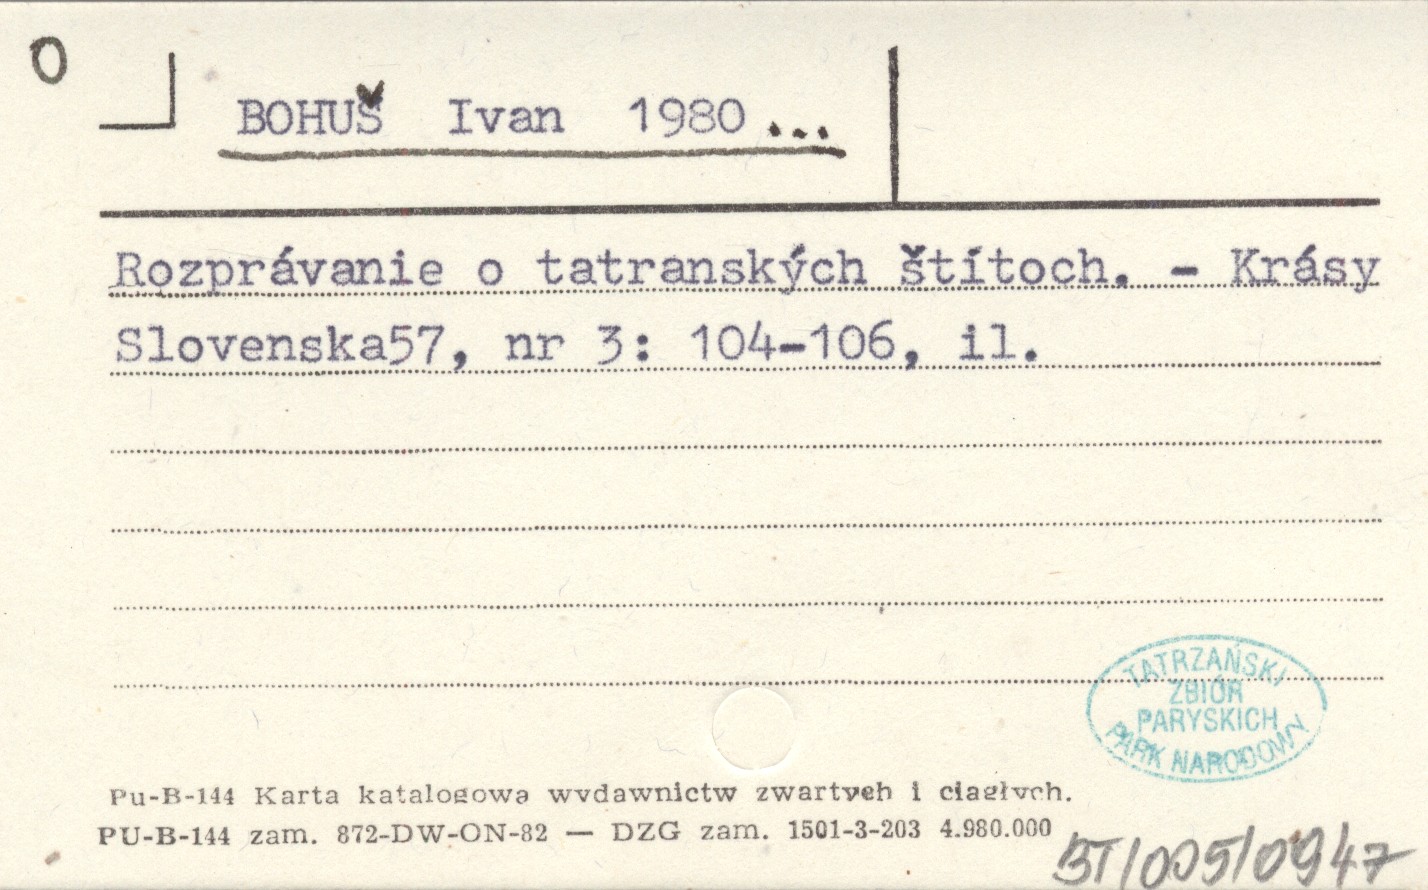 O
BOHUŠ Ivan 1980...
Rozprávanie o tatranských štítoch. - Krásy
Slovenska57, nr 3: 104-106, il.
TATRZAŃSKI
ZBIÓR
PARYSKICH
PARK NARODOWY
Pu-B-144 Karta katalogowa wydawnictw zwartych i ciągłych.
PU-B-144 zam. 872-DW-ON-82 — DZG zam. 1501-3-203 4.980.000
BT/005/0947